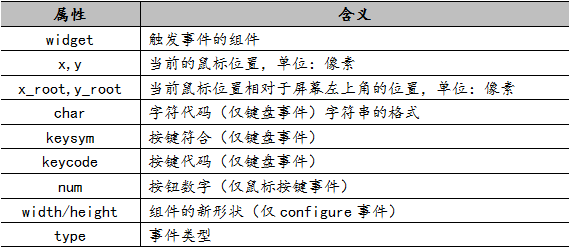 属性 含义
widget 触发事件的组件
x,y 当前的鼠标位置，单位：像素
x_root,y_root 当前鼠标位置相对于屏幕左上角的位置，单位：像素
char 字符代码（仅键盘事件）字符串的格式
keysym 按键符合（仅键盘事件）
keycode 按键代码（仅键盘事件）
num 按钮数字（仅鼠标按键事件）
width/height 组件的新形状（仅 configure 事件）
type 事件类型